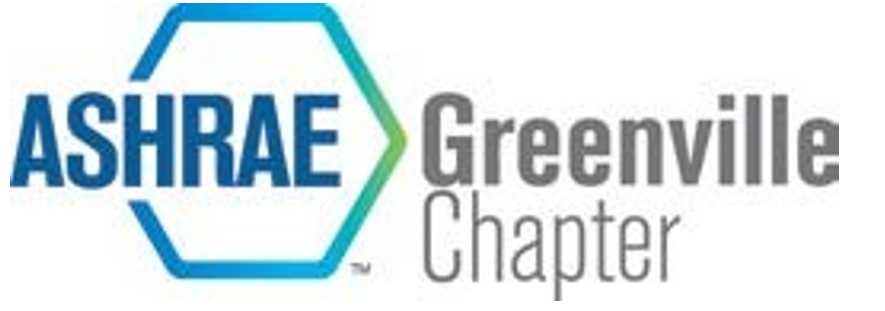 ASHRAE
™
Greenville
Chapter